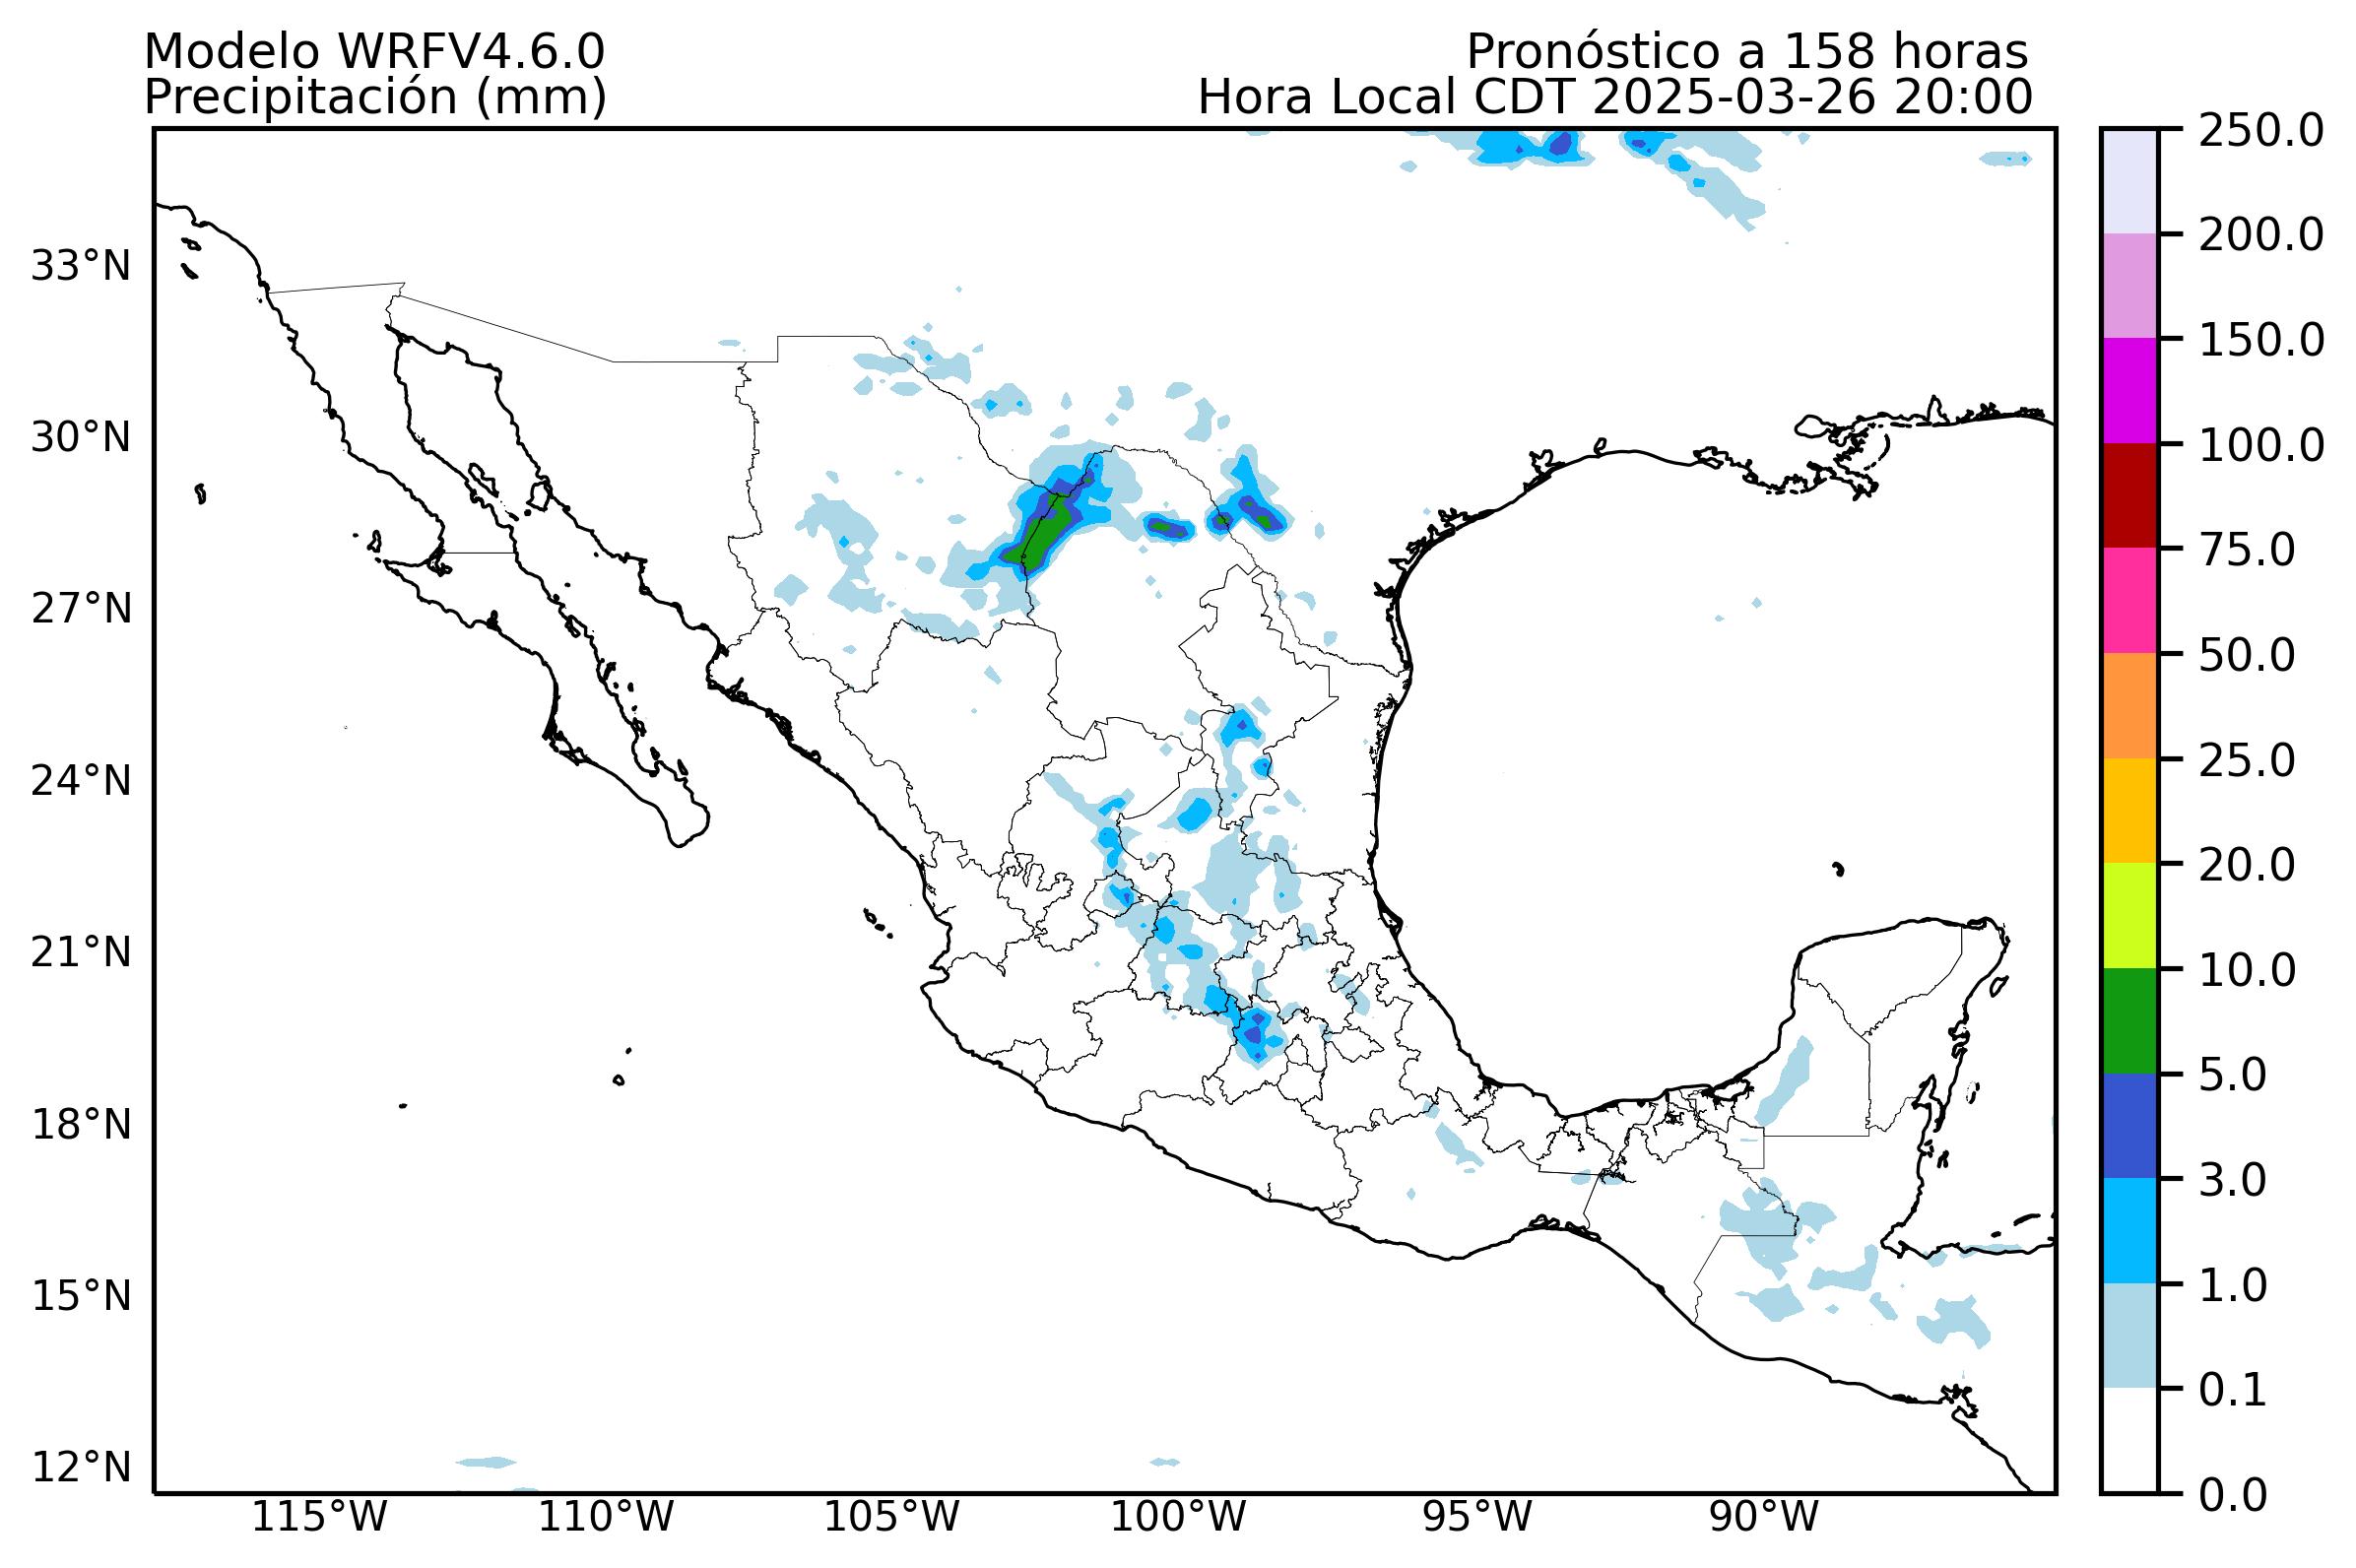 Modelo WRFV4.6.0
Pronóstico a 158 horas
Precipitación (mm)
Hora Local CDT 2025-03-26 20:00
33°N
30°N
27°N
24°N
21°N
18°N
15°N
12°N
115°W
110°W
105°W
100°W
95°W
90°W
250.0
200.0
150.0
100.0
75.0
50.0
25.0
20.0
10.0
5.0
3.0
1.0
0.1
0.0